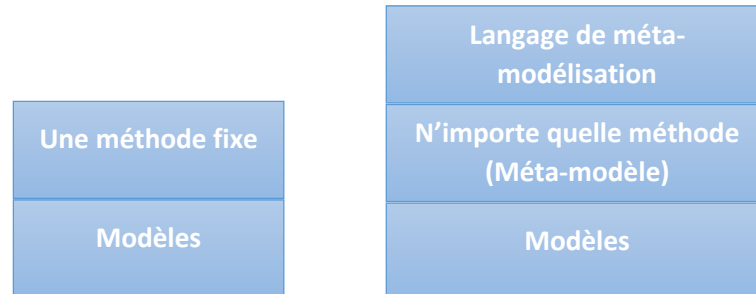 Une méthode fixe
Modèles
Langage de méta-
modélisation
N’importe quelle méthode
(Méta-modèle)
Modèles